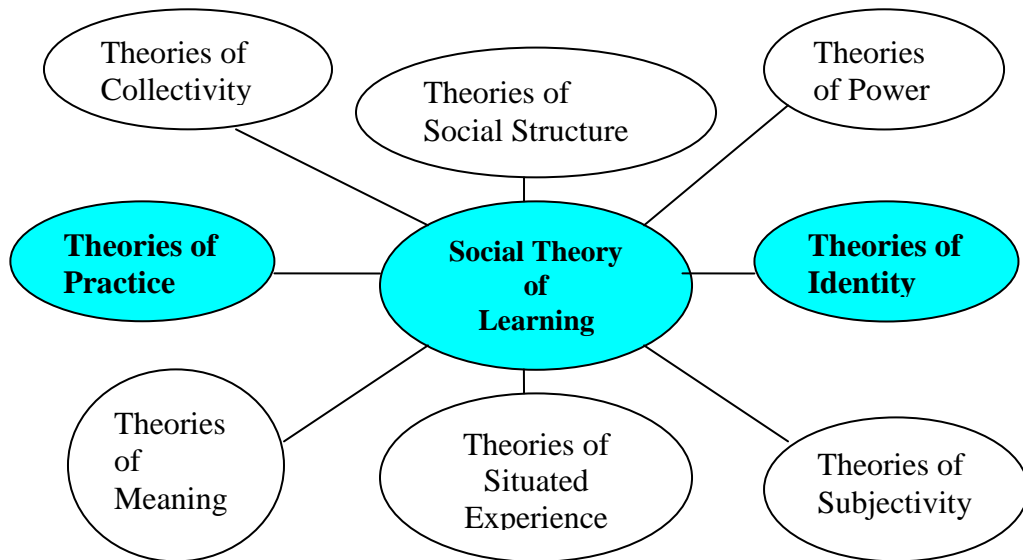 Theories of
Collectivity
Theories of
Social Structure
Theories
of Power
Theories of
Practice
Social Theory
of
Learning
Theories of
Identity
Theories
of
Meaning
Theories of
Situated
Experience
Theories of
Subjectivity